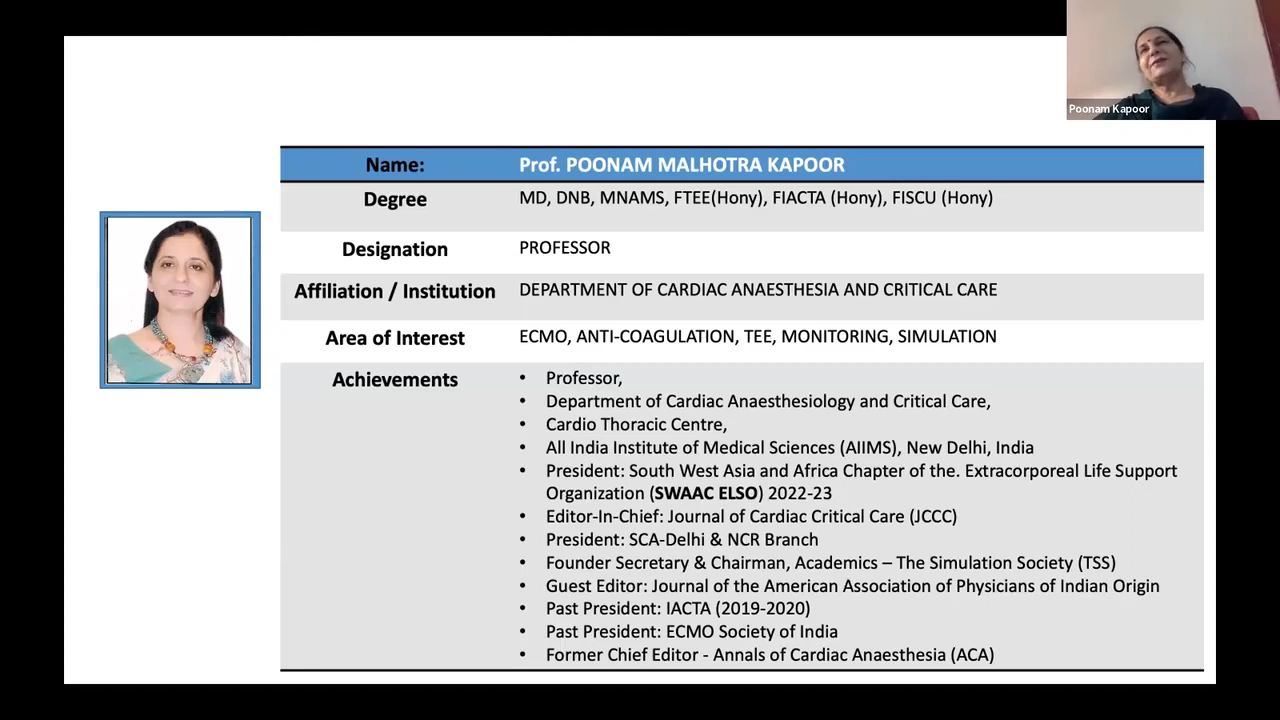 Poonam Kapoor
Name: Prof. POONAM MALHOTRA KAPOOR
Degree MD, DNB, MNAMS, FTEE(Hony), FIACTA (Hony), FISCU (Hony)
Designation PROFESSOR
Affiliation / Institution DEPARTMENT OF CARDIAC ANAESTHESIA AND CRITICAL CARE
Area of Interest ECMO, ANTI-COAGULATION, TEE, MONITORING, SIMULATION
Achievements • Professor,
• Department of Cardiac Anaesthesiology and Critical Care,
• Cardio Thoracic Centre,
• All India Institute of Medical Sciences (AIIMS), New Delhi, India
• President: South West Asia and Africa Chapter of the. Extracorporeal Life Support
Organization (SWAAC ELSO) 2022-23
• Editor-In-Chief: Journal of Cardiac Critical Care (JCCC)
• President: SCA-Delhi & NCR Branch
• Founder Secretary & Chairman, Academics – The Simulation Society (TSS)
• Guest Editor: Journal of the American Association of Physicians of Indian Origin
• Past President: IACTA (2019-2020)
• Past President: ECMO Society of India
• Former Chief Editor - Annals of Cardiac Anaesthesia (ACA)